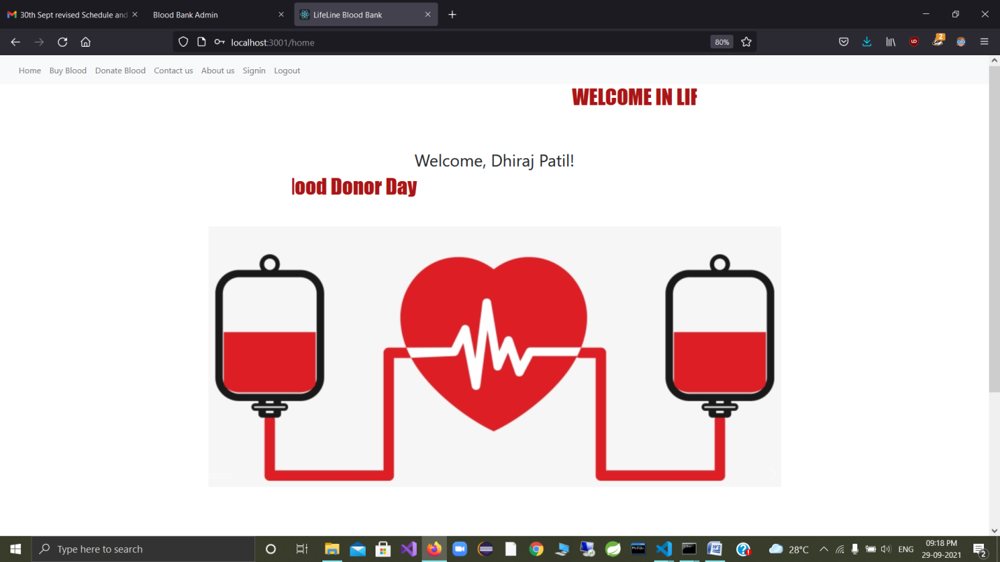 30th Sept revised Schedule and
Blood Bank Admin
LifeLine Blood Bank
localhost:3001/home
80%
2
Home Buy Blood Donate Blood Contact us About us Signin Logout
WELCOME IN LIF
Welcome, Dhiraj Patil!
lood Donor Day
Type here to search
28°C
ENG
09:18 PM
29-09-2021
2